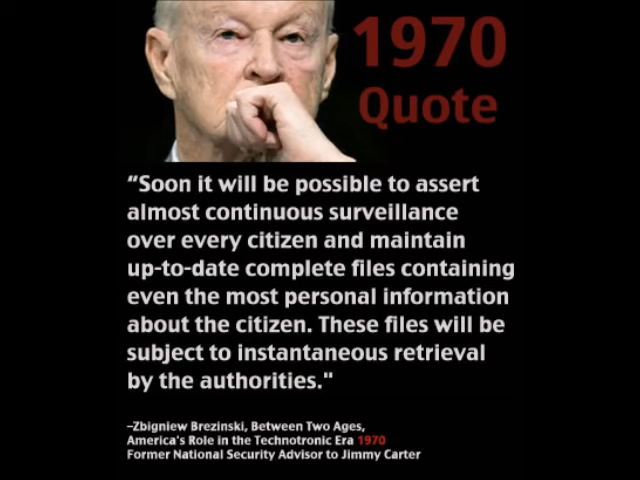 1970
Quote
“Soon it will be possible to assert
almost continuous surveillance
over every citizen and maintain
up-to-date complete files containing
even the most personal information
about the citizen. These files will be
subject to instantaneous retrieval
by the authorities."
–Zbigniew Brezinski, Between Two Ages,
America's Role in the Technotronic Era 1970
Former National Security Advisor to Jimmy Carter